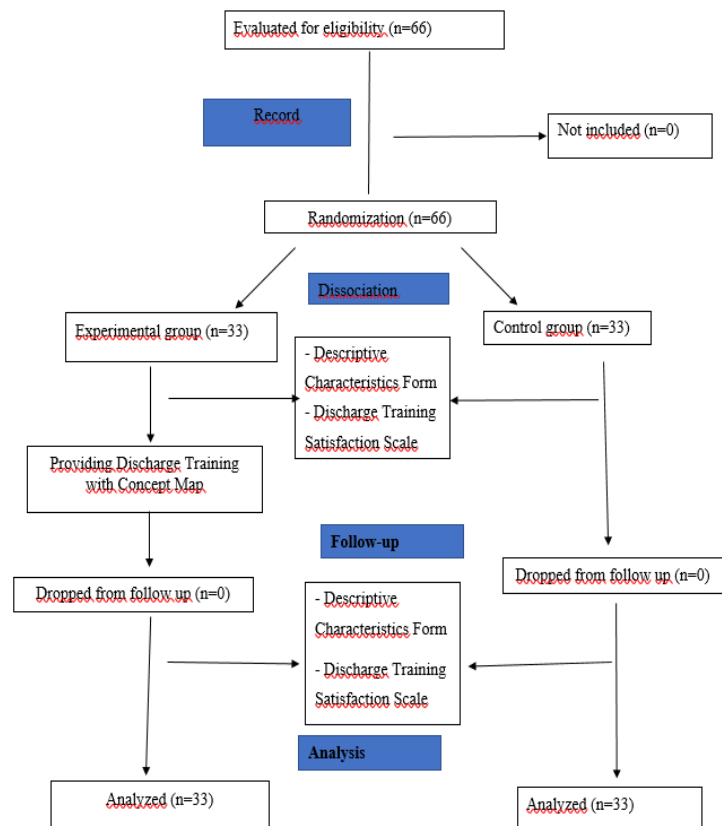 Evaluated for eligibility (n=66)
Record
Not included (n=0)
Randomization (n=66)
Dissociation
Experimental group (n=33)
Control group (n=33)
- Descriptive
Characteristics Form
- Discharge Training
Satisfaction Scale
Providing Discharge Training
with Concept Map
Follow-up
Dropped from follow up (n=0)
Dropped from follow up (n=0)
- Descriptive
Characteristics Form
- Discharge Training
Satisfaction Scale
Analysis
Analyzed (n=33)
Analyzed (n=33)